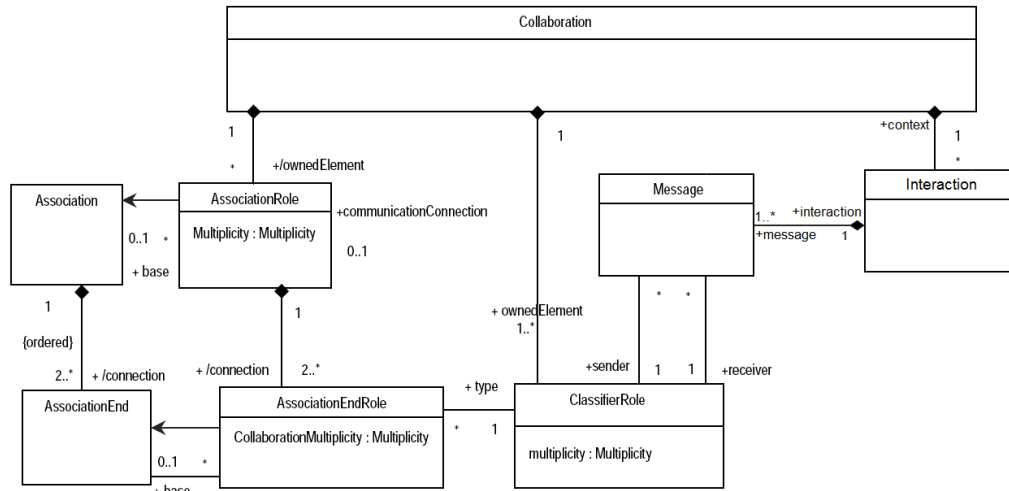 Collaboration
1
*
+/ownedElement
1
+context
1
*
Association
AssociationRole
Multiplicity : Multiplicity
+communicationConnection
0..1
0..1
*
+ base
Message
1..*
+interaction
+message
1
Interaction
1
{ordered}
2..*
+ /connection
1
+/connection
2..*
+ ownedElement
1..*
*
*
+sender
1
1
+receiver
AssociationEnd
AssociationEndRole
CollaborationMultiplicity : Multiplicity
+ type
*
1
ClassifierRole
multiplicity : Multiplicity
0..1
*
+ base